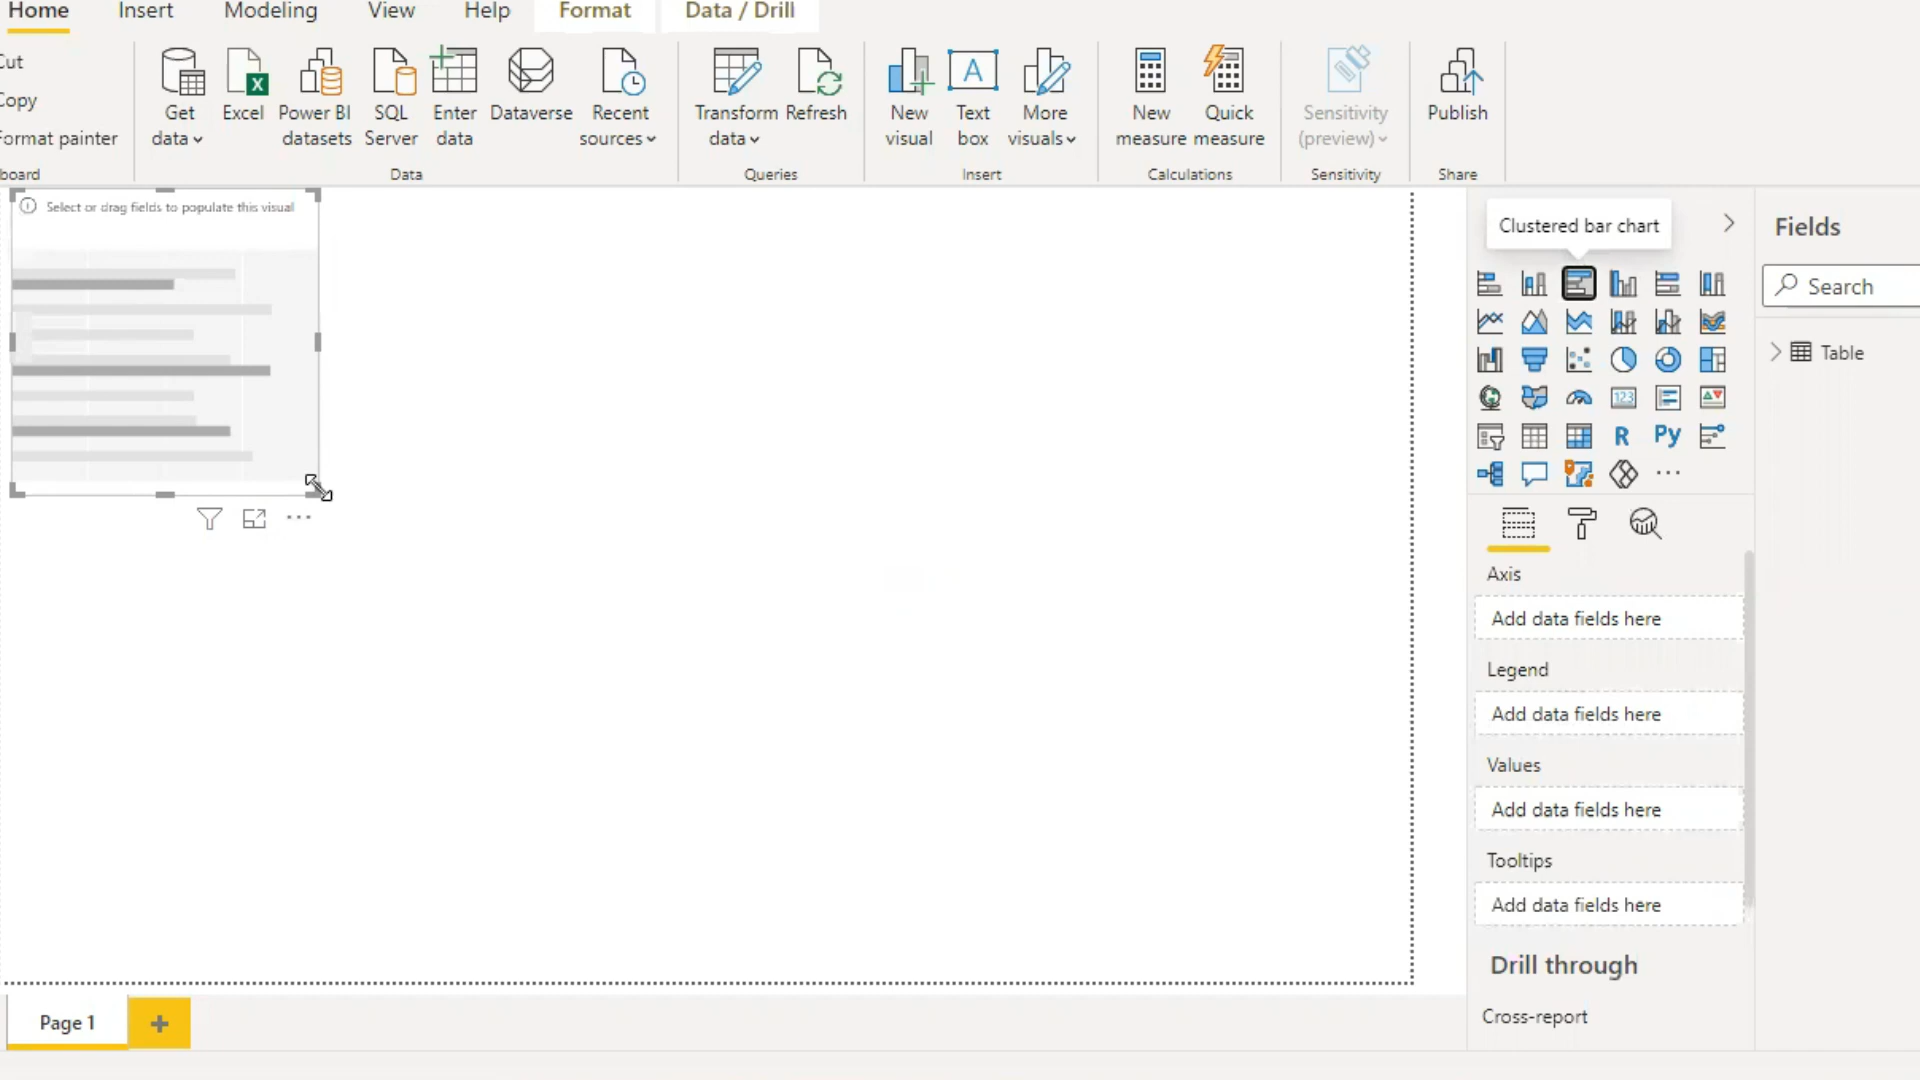 Home Insert Modeling View Help Format Data / Drill
Cut
Copy
Format painter
board
Get data
Excel
Power BI datasets
SQL Server
Enter data
Dataverse
Recent sources
Data
Transform data
Refresh
Queries
New visual
A
Text box
More visuals
Insert
New measure
Quick measure
Calculations
Sensitivity (preview)
Sensitivity
Publish
Share
Select or drag fields to populate this visual
Clustered bar chart
123
R
Py
Axis
Add data fields here
Legend
Add data fields here
Values
Add data fields here
Tooltips
Add data fields here
Drill through
Cross-report
Fields
Search
Table
Page 1